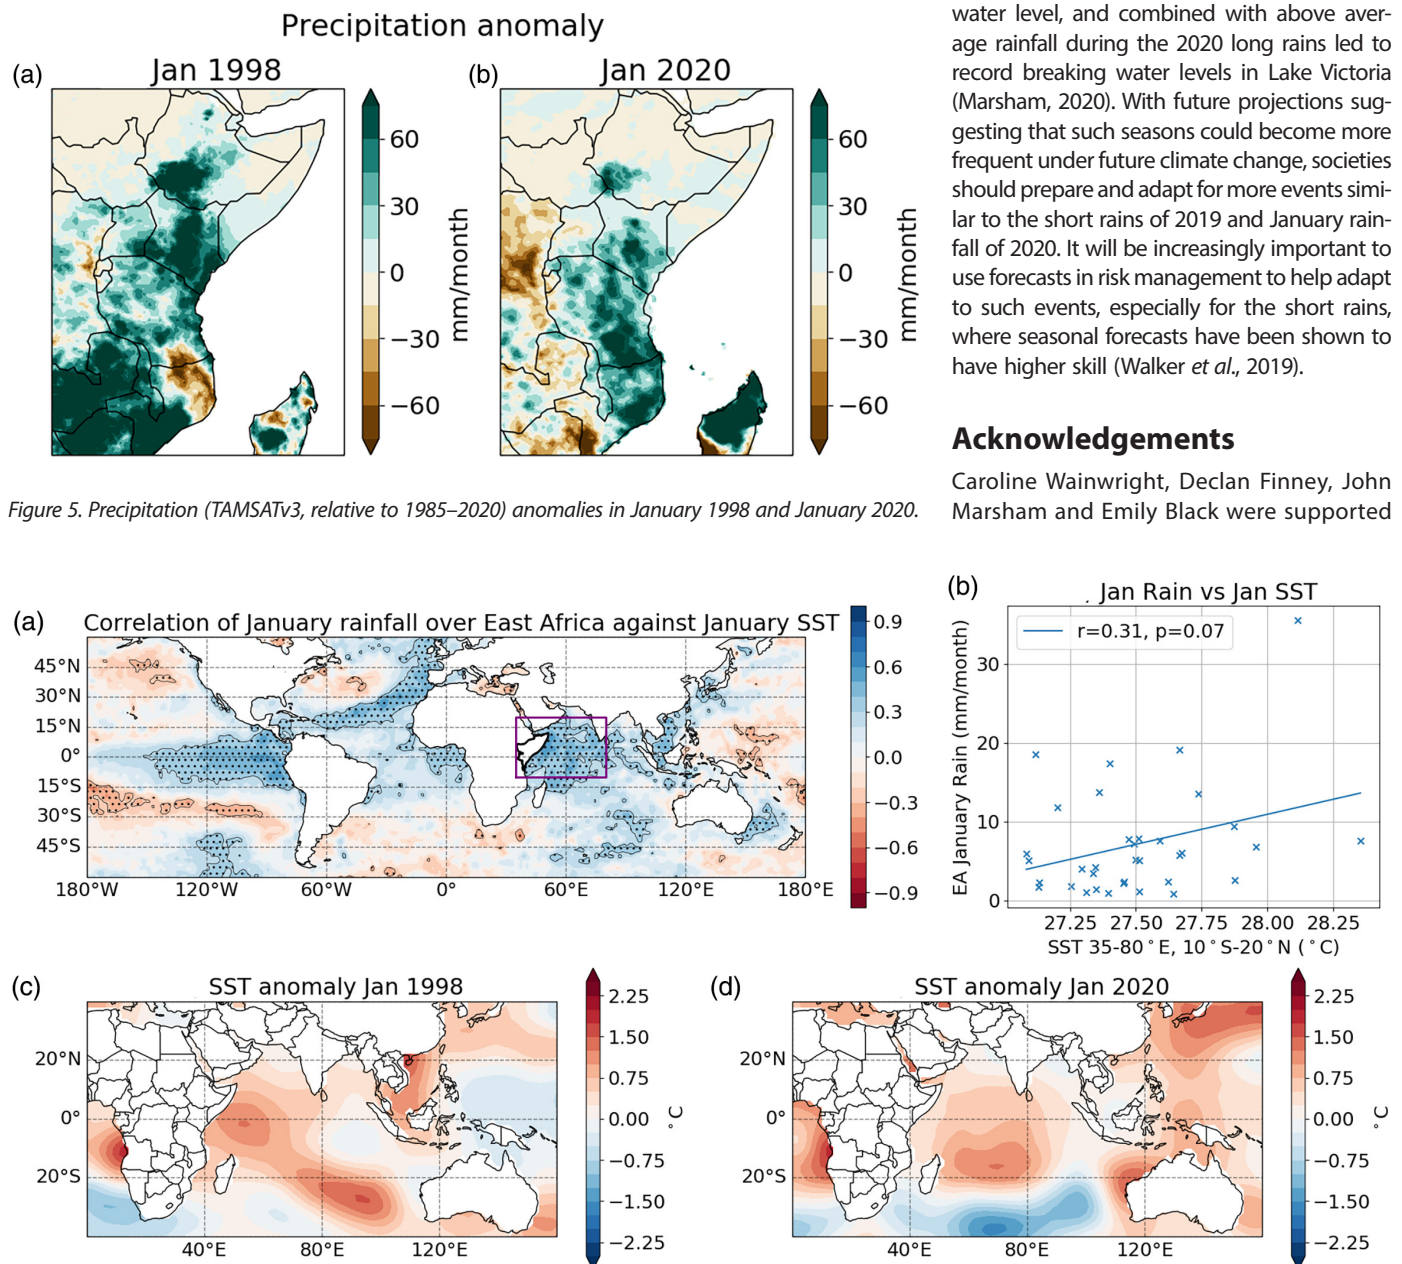 Precipitation anomaly
(a) Jan 1998
60
30
0
−30
−60
mm/month
(b) Jan 2020
60
30
0
−30
−60
mm/month
Figure 5. Precipitation (TAMSATv3, relative to 1985–2020) anomalies in January 1998 and January 2020.
water level, and combined with above aver-
age rainfall during the 2020 long rains led to
record breaking water levels in Lake Victoria
(Marsham, 2020). With future projections sug-
gesting that such seasons could become more
frequent under future climate change, societies
should prepare and adapt for more events simi-
lar to the short rains of 2019 and January rain-
fall of 2020. It will be increasingly important to
use forecasts in risk management to help adapt
to such events, especially for the short rains,
where seasonal forecasts have been shown to
have higher skill (Walker et al., 2019).
Acknowledgements
Caroline Wainwright, Declan Finney, John
Marsham and Emily Black were supported
(a) Correlation of January rainfall over East Africa against January SST
45°N
30°N
15°N
0°
15°S
30°S
45°S
180°W 120°W 60°W 0° 60°E 120°E 180°E
0.9
0.6
0.3
0.0
−0.3
−0.6
−0.9
(b) Jan Rain vs Jan SST
r=0.31, p=0.07
EA January Rain (mm/month)
30
20
10
0
27.25 27.50 27.75 28.00 28.25
SST 35-80°E, 10°S-20°N (°C)
(c) SST anomaly Jan 1998
20°N
0°
20°S
40°E 80°E 120°E
2.25
1.50
0.75
0.00
−0.75
−1.50
−2.25
°C
(d) SST anomaly Jan 2020
20°N
0°
20°S
40°E 80°E 120°E
2.25
1.50
0.75
0.00
−0.75
−1.50
−2.25
°C